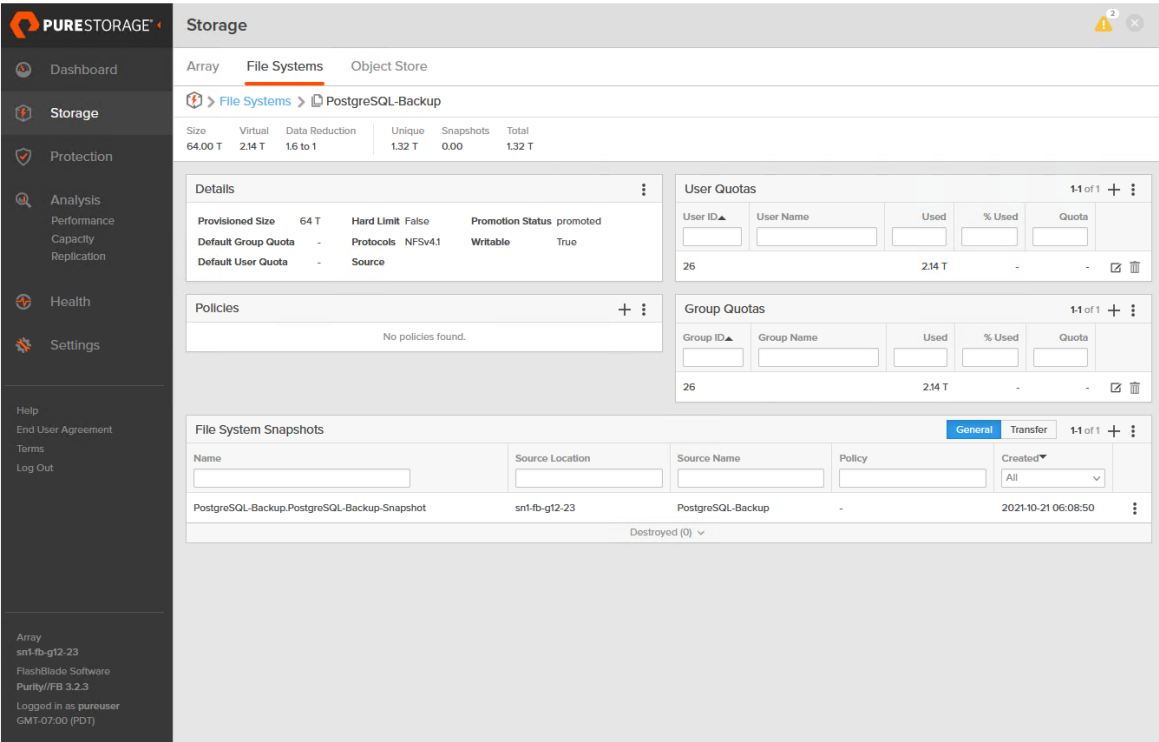 PURESTORAGE®
Dashboard
Storage
Protection
Analysis
Performance
Capacity
Replication
Health
Settings
Help
End User Agreement
Terms
Log Out
Array
sn1-fb-g12-23
FlashBlade Software
Purity//FB 3.2.3
Logged in as pureuser
GMT-07:00 (PDT)
Storage
2
Array File Systems Object Store
File Systems PostgreSQL-Backup
Size Virtual Data Reduction Unique Snapshots Total
64.00 T 2.14 T 1.6 to 1 1.32 T 0.00 1.32 T
Details
Provisioned Size 64 T Hard Limit False Promotion Status promoted
Default Group Quota - Protocols NFSv4.1 Writable True
Default User Quota - Source
Policies
No policies found.
User Quotas 1-1 of 1
User ID User Name Used % Used Quota
26 2.14 T - -
Group Quotas 1-1 of 1
Group ID Group Name Used % Used Quota
26 2.14 T - -
File System Snapshots General Transfer 1-1 of 1
Name Source Location Source Name Policy Created
All
PostgreSQL-Backup.PostgreSQL-Backup-Snapshot sn1-fb-g12-23 PostgreSQL-Backup - 2021-10-21 06:08:50
Destroyed (0)